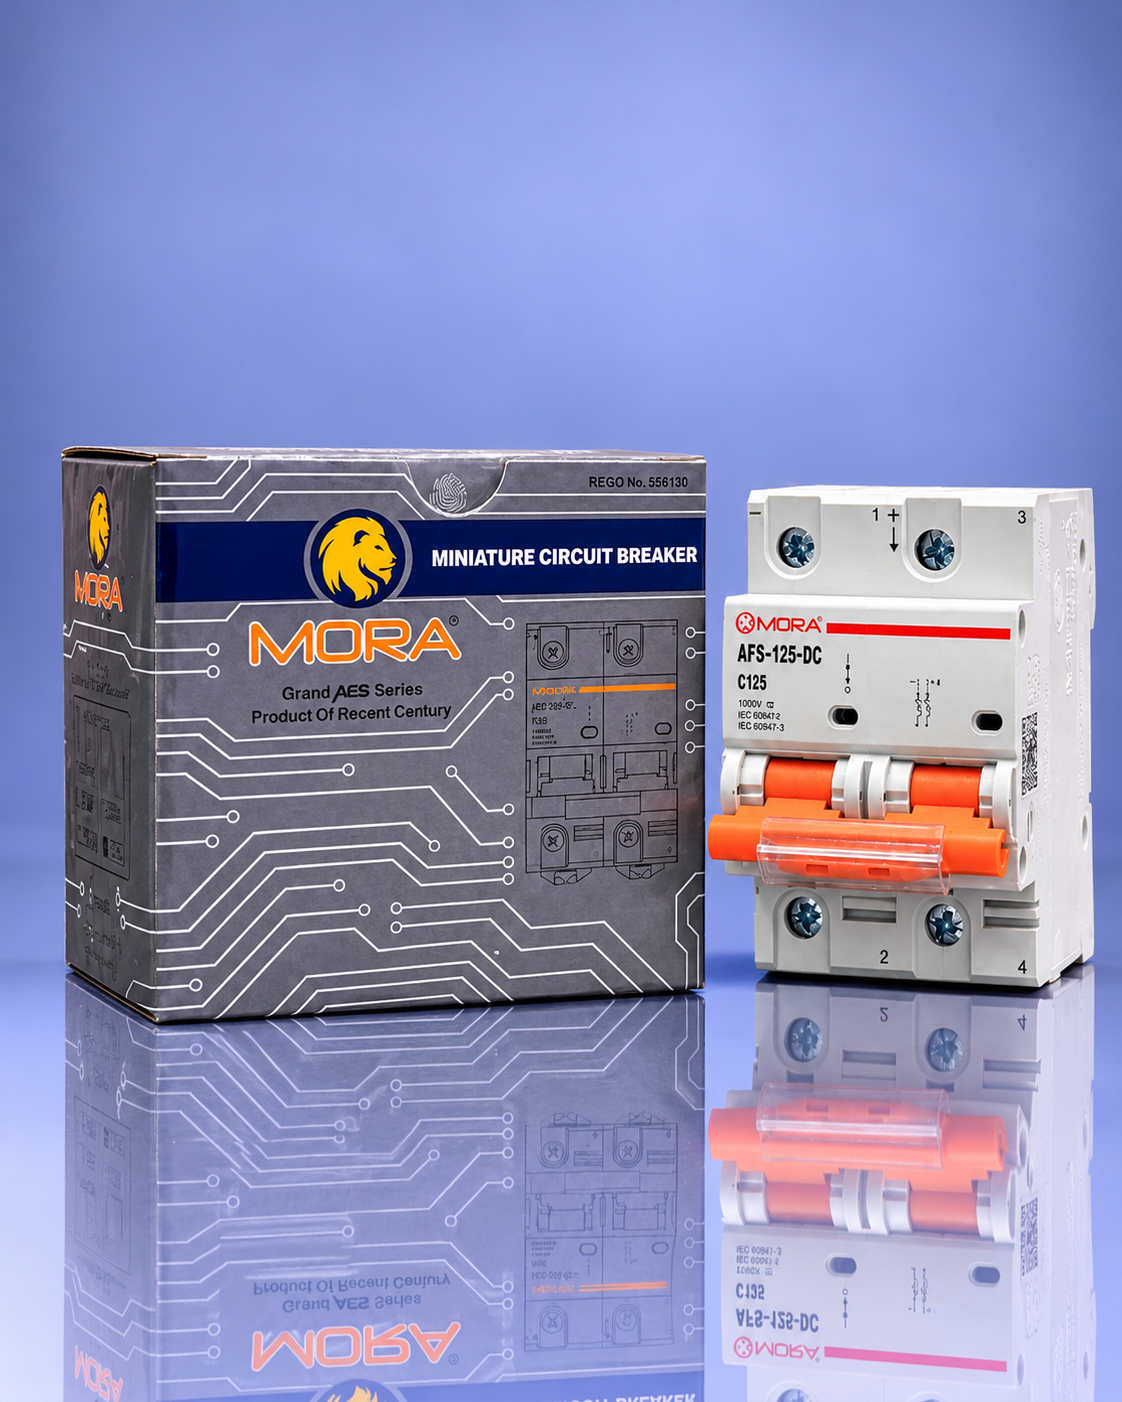 REGO No. 556130
MINIATURE CIRCUIT BREAKER
MORA
MORA®
Grand AES Series
Product Of Recent Century
1 +
3
MORA®
AFS-125-DC
C125
1000V
IEC 60947-2
IEC 60947-3
2
4